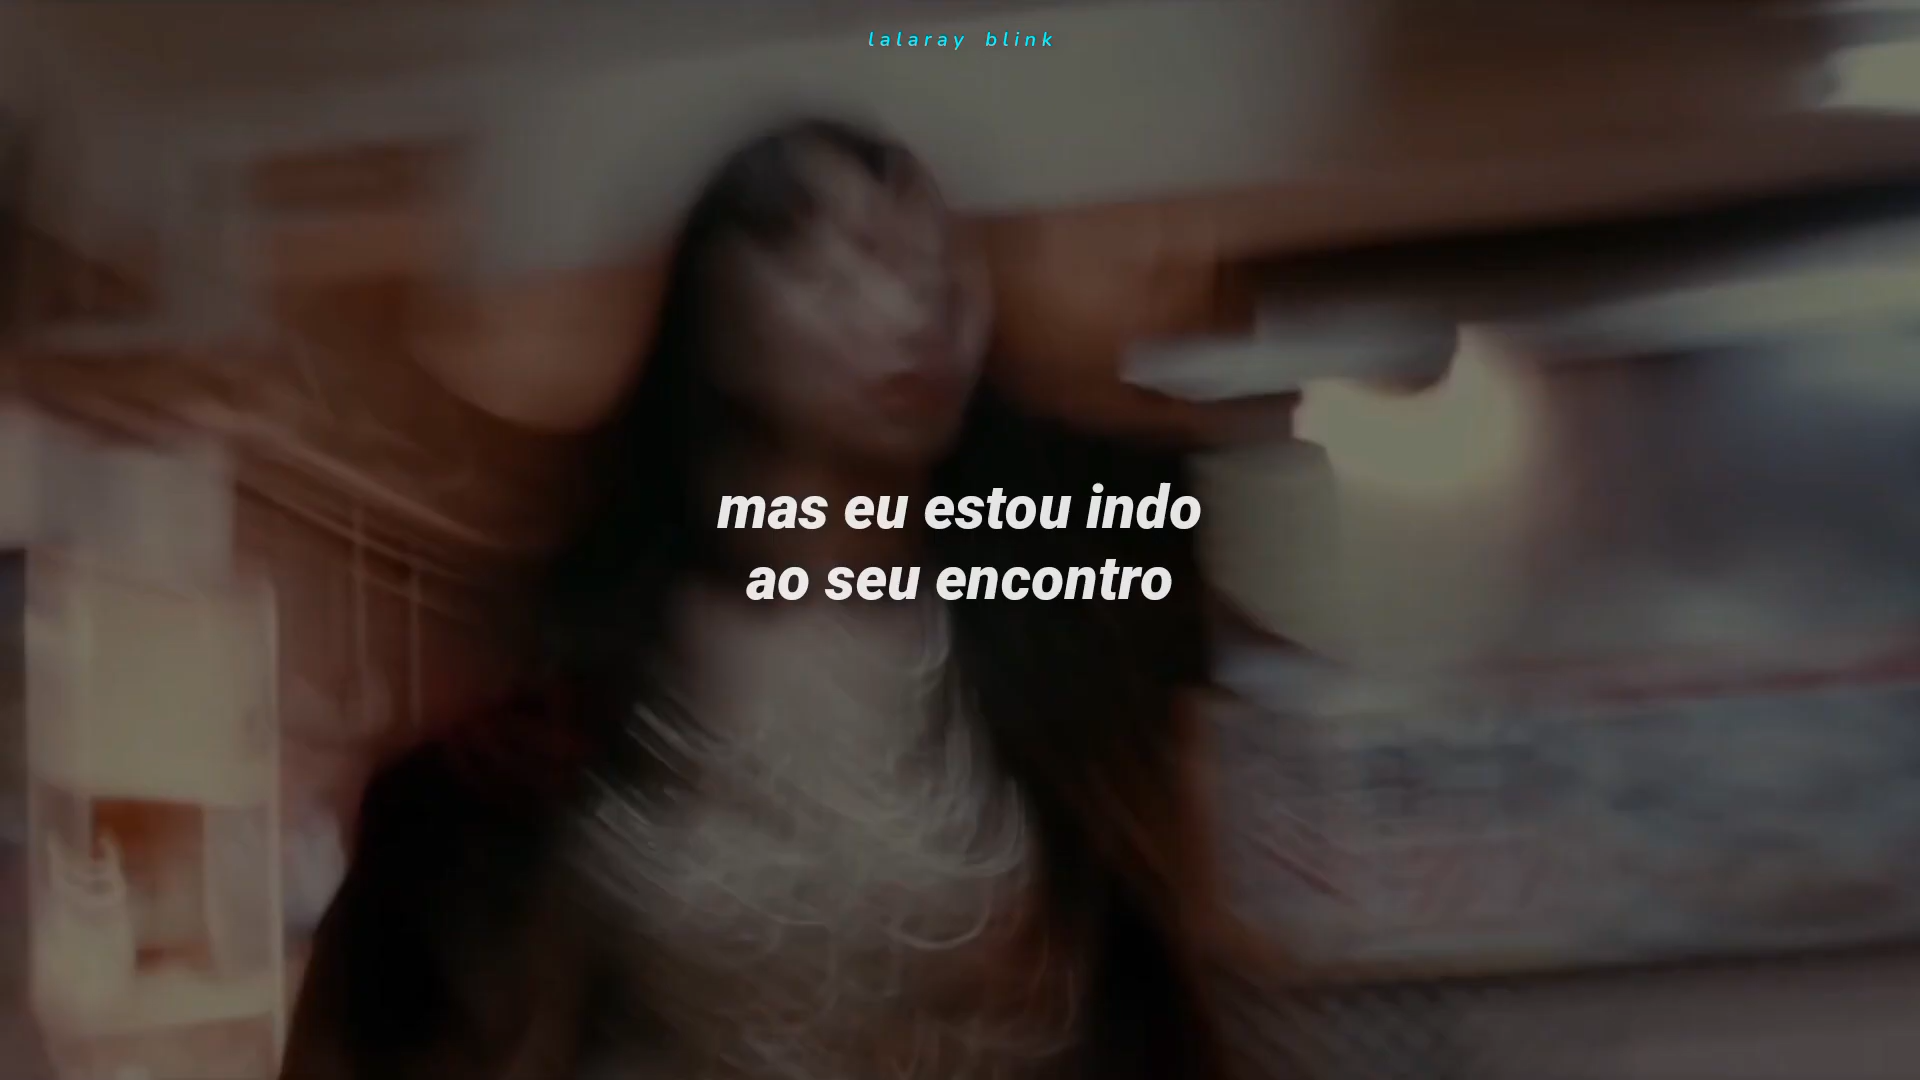 lalaray blink
mas eu estou indo
ao seu encontro